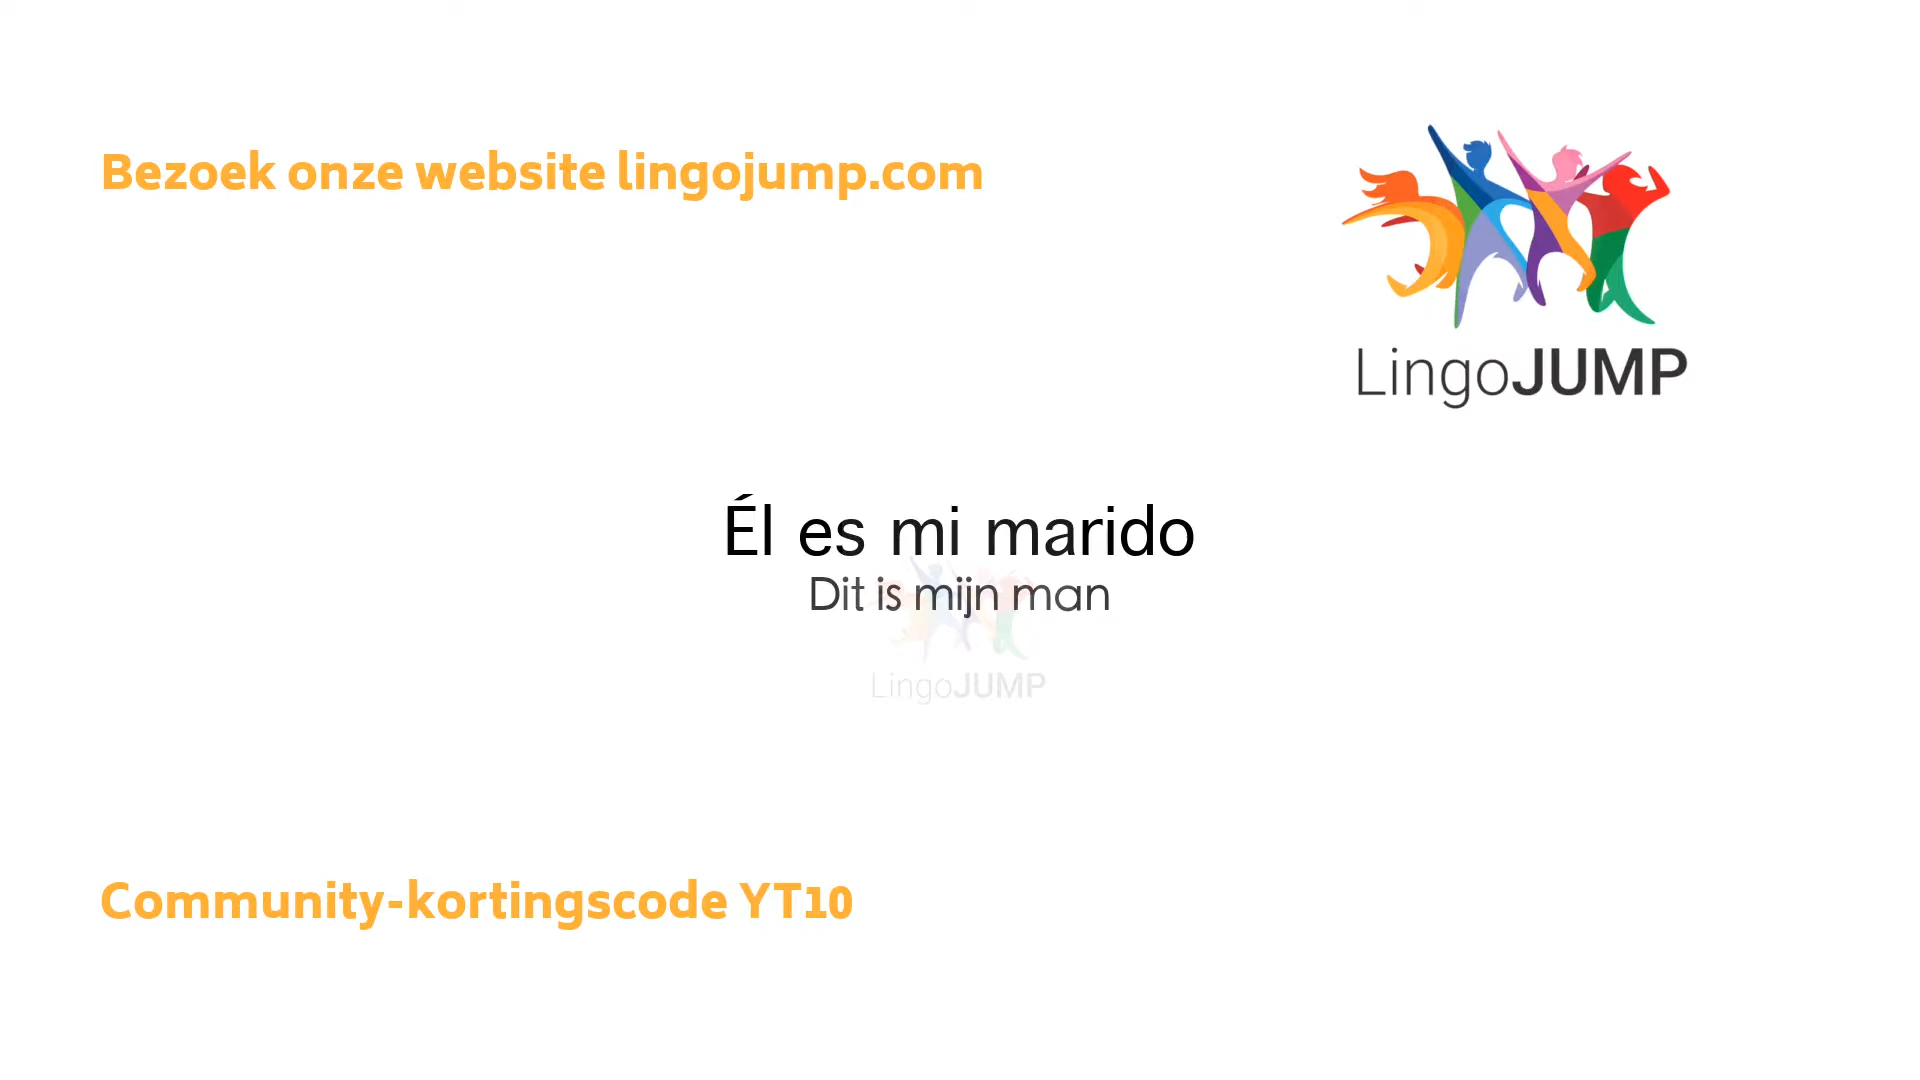 Bezoek onze website lingojump.com
LingoJUMP
Él es mi marido
Dit is mijn man
LingoJUMP
Community-kortingscode YT10